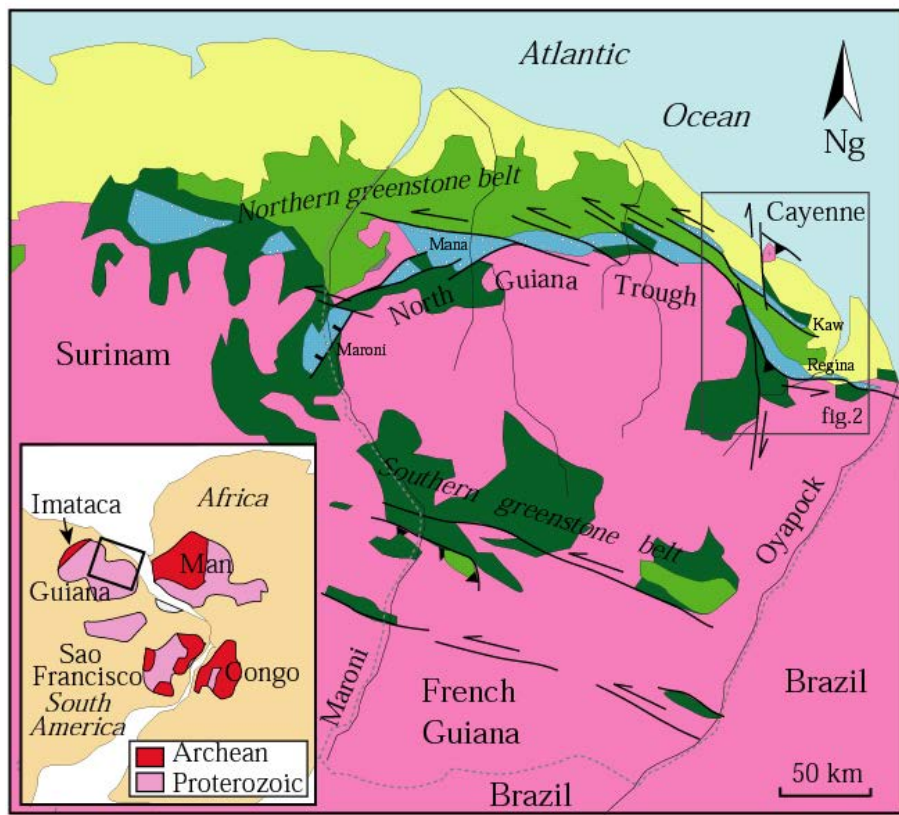 Atlantic
Ocean
Ng
Northern greenstone belt
Cayenne
Mana
North Guiana Trough
Kaw
Maroni
Surinam
Regina
fig.2
Southern greenstone belt
Oyapock
Maroni
French
Guiana
Brazil
Brazil
50 km
Africa
Imataca
Man
Guiana
Sao
Francisco
Congo
South
America
Archean
Proterozoic